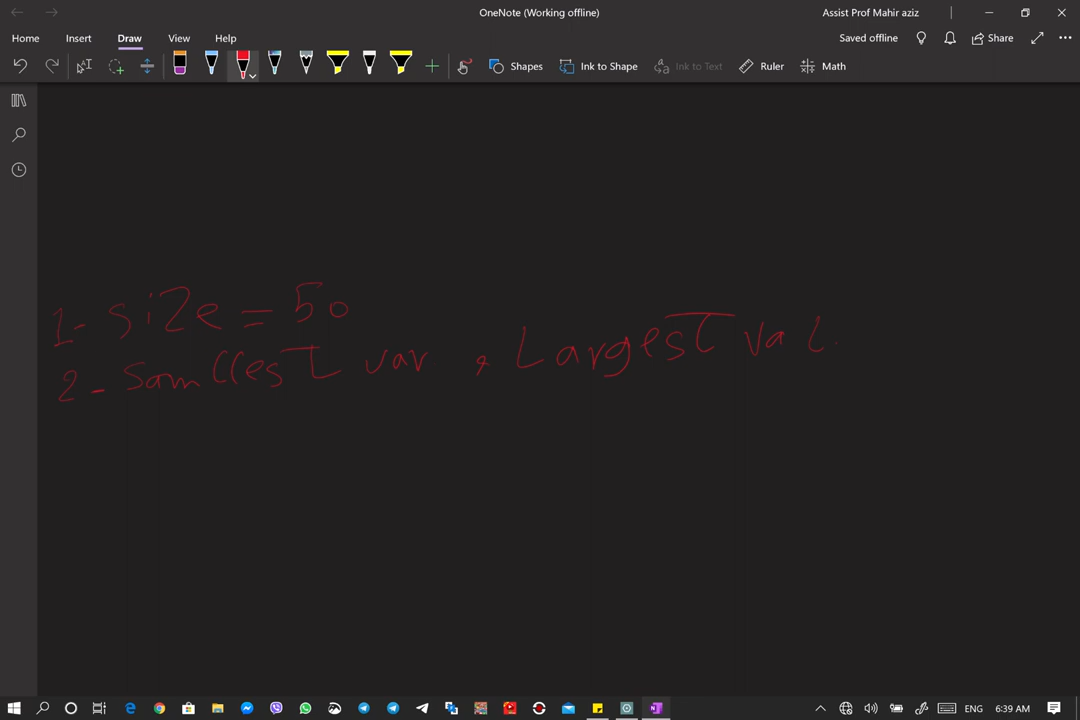 OneNote (Working offline)
Assist Prof Mahir aziz
Home Insert Draw View Help
Saved offline
Share
Shapes
Ink to Shape
Ink to Text
Ruler
Math
1- size = 50
2- Samllest var , Largest val.
ENG 6:39 AM